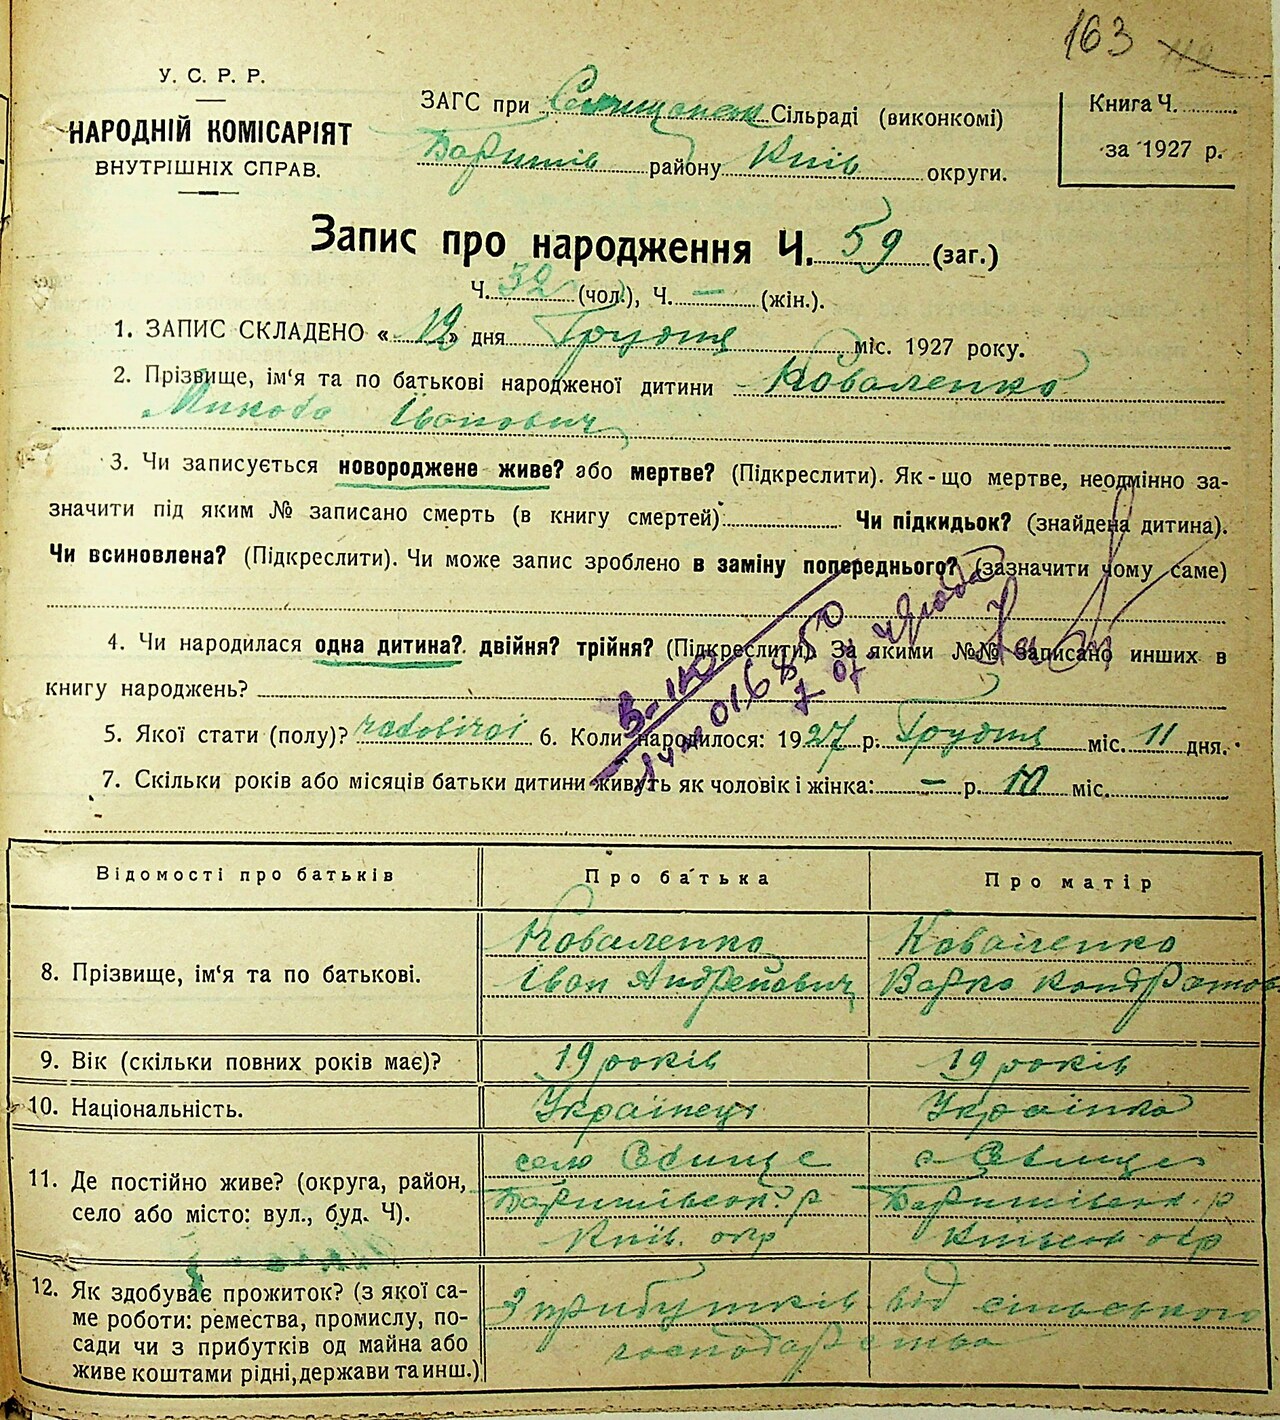 163 119
У. С. Р. Р.
НАРОДНІЙ КОМІСАРІЯТ
ВНУТРІШНІХ СПРАВ.
ЗАГС при Сільраді (виконкомі)
Баришів району Київ округи.
Книга Ч.
за 1927 р.
Запис про народження Ч. 59 (заг.)
Ч. 32 (чол.), Ч. — (жін.).
1. ЗАПИС СКЛАДЕНО « 12 » дня Грудня міс. 1927 року.
2. Прізвище, ім'я та по батькові народженої дитини Коваленко
Микола Іванович
3. Чи записується новороджене живе? або мертве? (Підкреслити). Як-що мертве, неодмінно за-
значити під яким № записано смерть (в книгу смертей) Чи підкидьок? (знайдена дитина).
Чи всиновлена? (Підкреслити). Чи може запис зроблено в заміну попереднього? (зазначити чому саме)
4. Чи народилася одна дитина? двійня? трійня? (Підкреслити). За якими №№ записано инших в
книгу народжень?
5. Якої стати (полу)? 6. Коли народилося: 1927 р. Грудня міс. 11 дня.
7. Скільки років або місяців батьки дитини живуть як чоловік і жінка: — р. 10 міс.
Відомості про батьків Про батька Про матір
8. Прізвище, ім'я та по батькові. Коваленко Іван Андрейович Коваленко Варка
9. Вік (скільки повних років має)? 19 років 19 років
10. Національність. Українець Українка
11. Де постійно живе? (округа, район,
село або місто: вул., буд. Ч).
село
Баришівськ. р
Київ. окр
с.
Баришівськ. р
Київськ окр
12. Як здобуває прожиток? (з якої са-
ме роботи: ремества, промислу, по-
сади чи з прибутків од майна або
живе коштами рідні, держави та инш.)
З прибутків від сільського
господарства